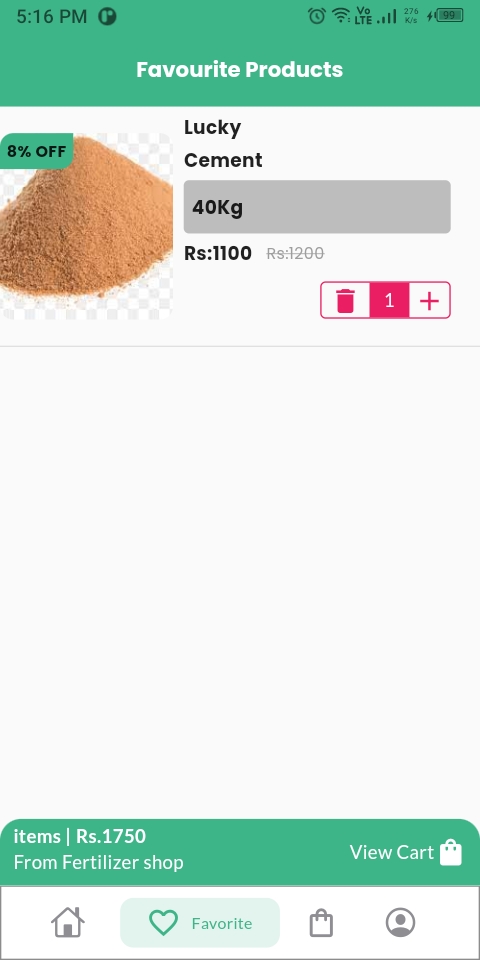 5:16 PM
Vo LTE
276 K/s
99
Favourite Products
8% OFF
Lucky
Cement
40Kg
Rs:1100 Rs:1200
1
items | Rs.1750
From Fertilizer shop
View Cart
Favorite